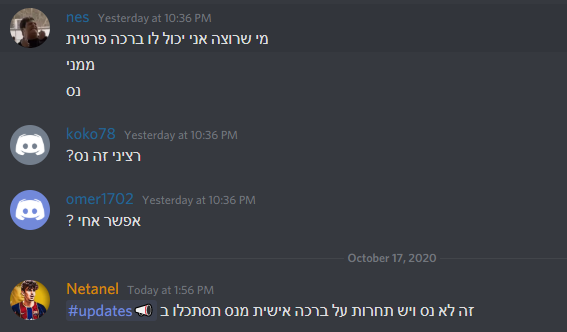 nes Yesterday at 10:36 PM
מי שרוצה אני יכול לו ברכה פרטית
ממני
נס
koko78 Yesterday at 10:36 PM
רציני זה נס?
omer1702 Yesterday at 10:36 PM
אפשר אחי ?
October 17, 2020
Netanel Today at 1:56 PM
זה לא נס ויש תחרות על ברכה אישית מנס תסתכלו ב #updates📢